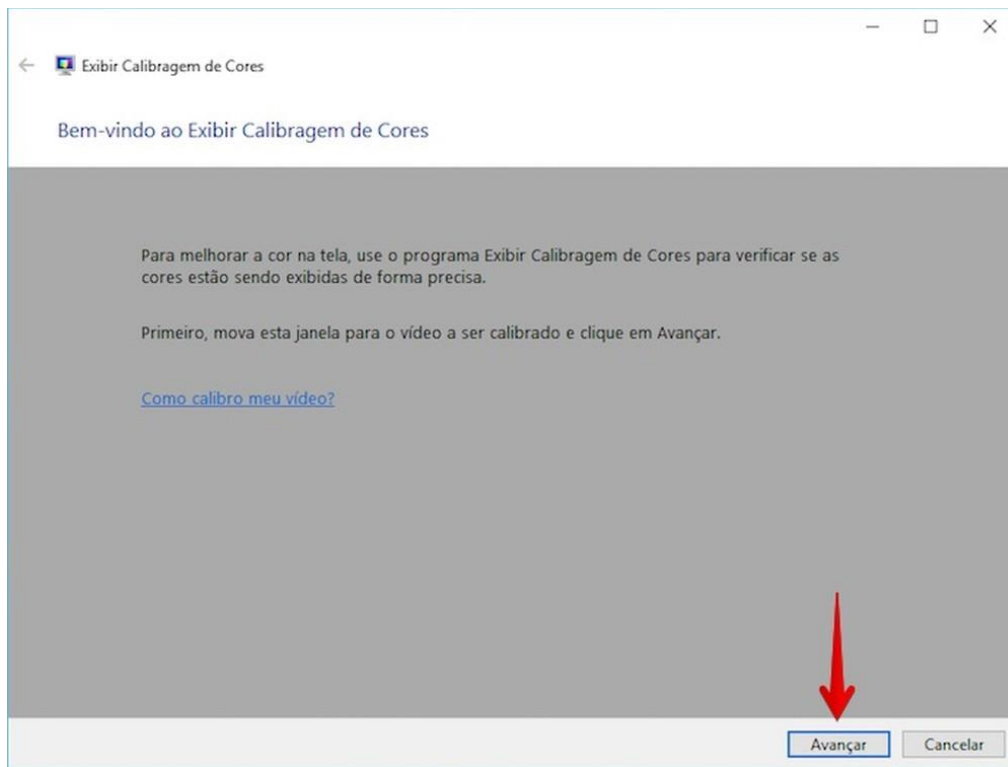 Exibir Calibragem de Cores
Bem-vindo ao Exibir Calibragem de Cores
Para melhorar a cor na tela, use o programa Exibir Calibragem de Cores para verificar se as
cores estão sendo exibidas de forma precisa.
Primeiro, mova esta janela para o vídeo a ser calibrado e clique em Avançar.
Como calibro meu vídeo?
Avançar Cancelar